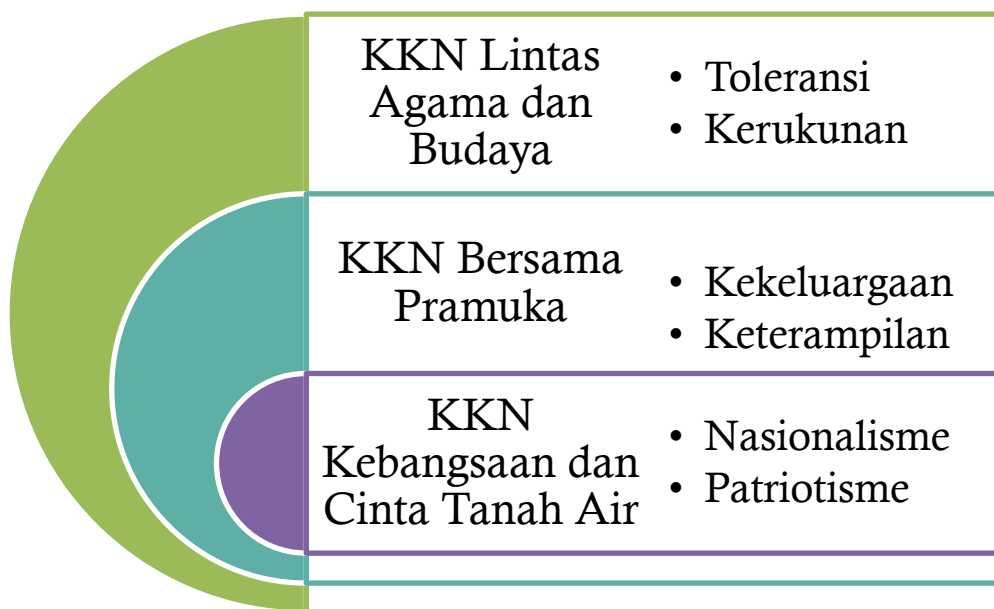 KKN Lintas
Agama dan
Budaya
• Toleransi
• Kerukunan
KKN Bersama
Pramuka
• Kekeluargaan
• Keterampilan
KKN
Kebangsaan dan
Cinta Tanah Air
• Nasionalisme
• Patriotisme